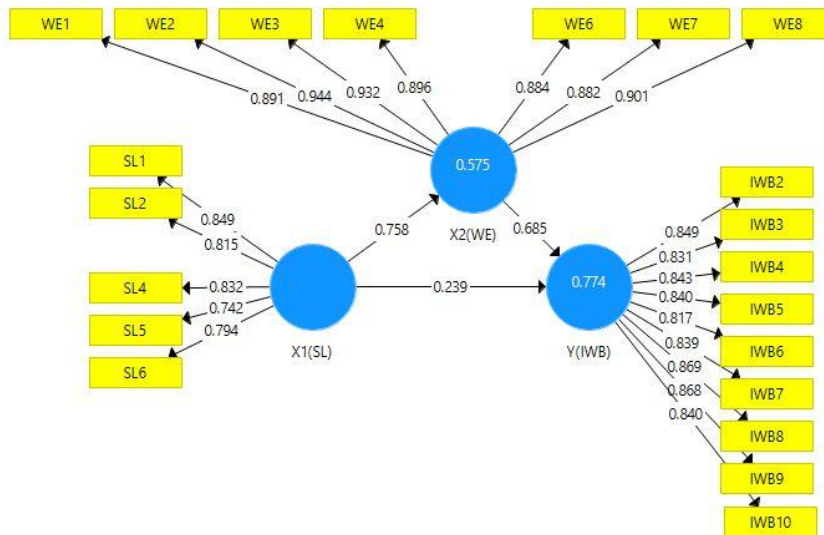 WE1 WE2 WE3 WE4 WE6 WE7 WE8
0.891 0.944 0.932 0.896 0.884 0.882 0.901
0.575
X2(WE)
SL1
SL2
SL4
SL5
SL6
0.849
0.815
0.832
0.742
0.794
X1(SL)
0.758
0.685
0.239
0.774
Y(IWB)
0.849
0.831
0.843
0.840
0.817
0.839
0.869
0.868
0.840
IWB2
IWB3
IWB4
IWB5
IWB6
IWB7
IWB8
IWB9
IWB10